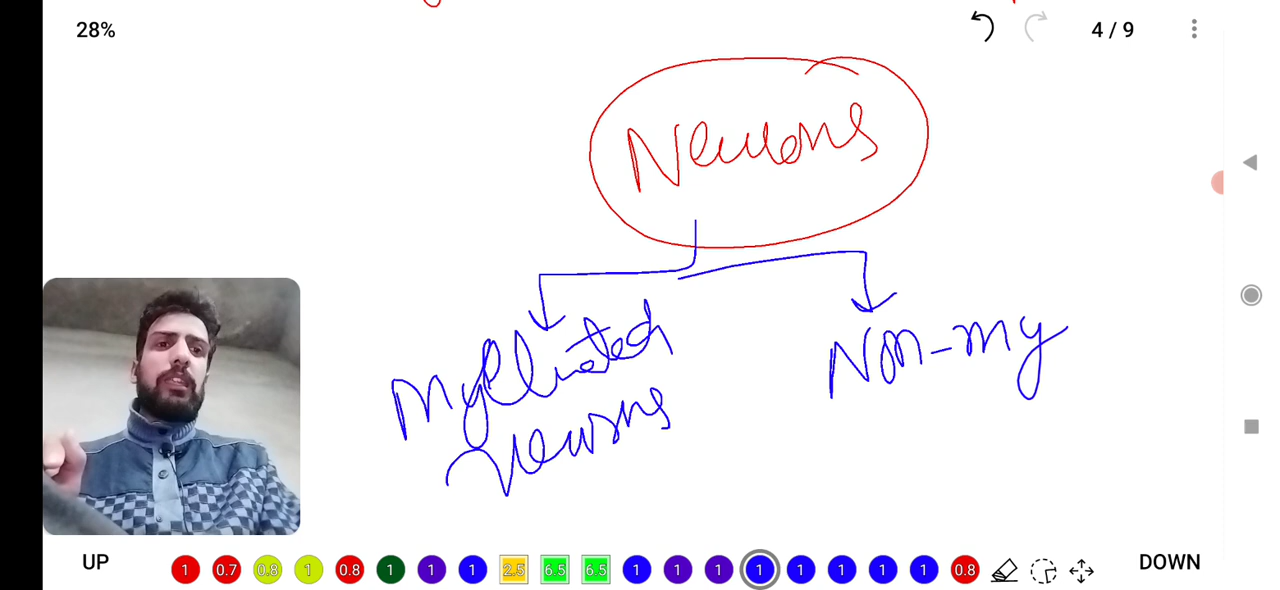 28%
4 / 9
Neurons
Myelinated
neurons
Non-my
UP
1 0.7 0.8 1 0.8 1 1 1 2.5 6.5 6.5 1 1 1 1 1 1 1 1 0.8
DOWN